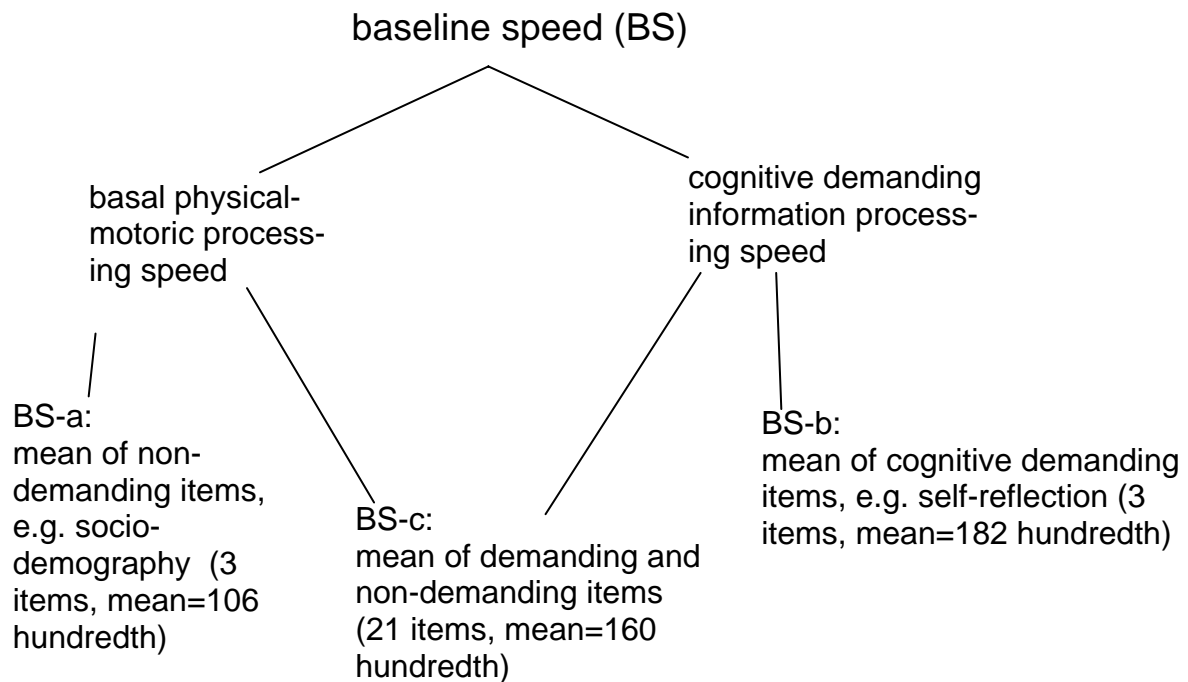 baseline speed (BS)
basal physical-
motoric process-
ing speed
cognitive demanding
information process-
ing speed
BS-a:
mean of non-
demanding items,
e.g. socio-
demography (3
items, mean=106
hundredth)
BS-c:
mean of demanding and
non-demanding items
(21 items, mean=160
hundredth)
BS-b:
mean of cognitive demanding
items, e.g. self-reflection (3
items, mean=182 hundredth)